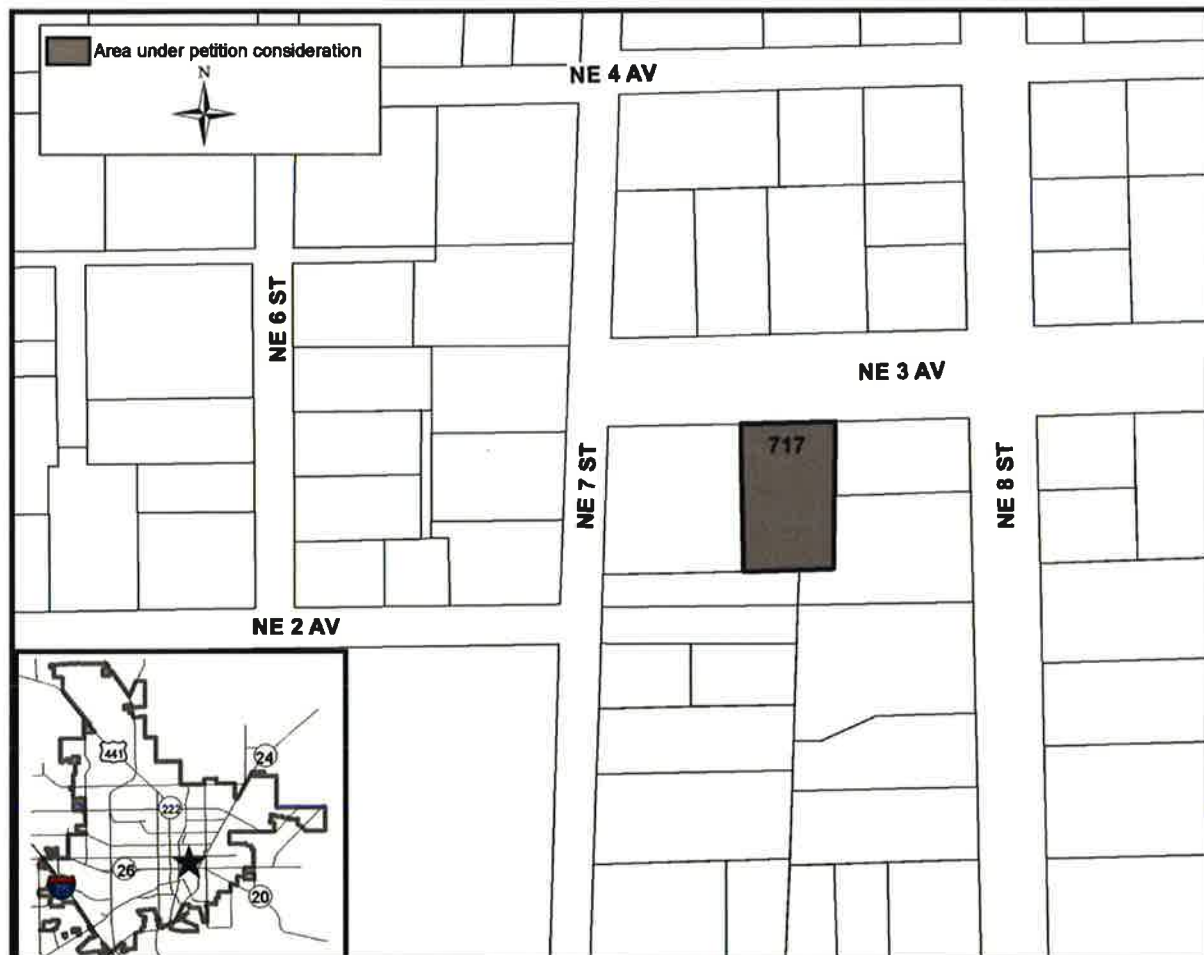 Area under petition consideration
N
NE 4 AV
NE 6 ST
NE 3 AV
717
NE 7 ST
NE 8 ST
NE 2 AV
441
24
222
26
20